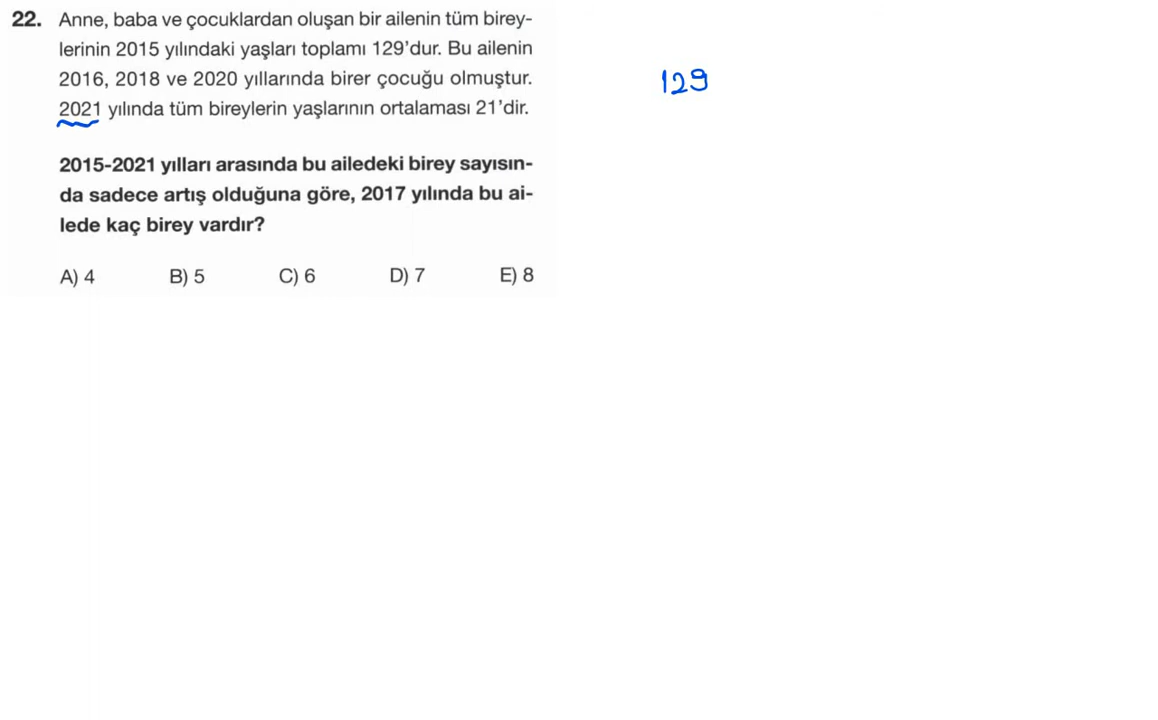 22. Anne, baba ve çocuklardan oluşan bir ailenin tüm birey-
lerinin 2015 yılındaki yaşları toplamı 129’dur. Bu ailenin
2016, 2018 ve 2020 yıllarında birer çocuğu olmuştur.
2021 yılında tüm bireylerin yaşlarının ortalaması 21’dir.
2015-2021 yılları arasında bu ailedeki birey sayısın-
da sadece artış olduğuna göre, 2017 yılında bu ai-
lede kaç birey vardır?
A) 4 B) 5 C) 6 D) 7 E) 8
129